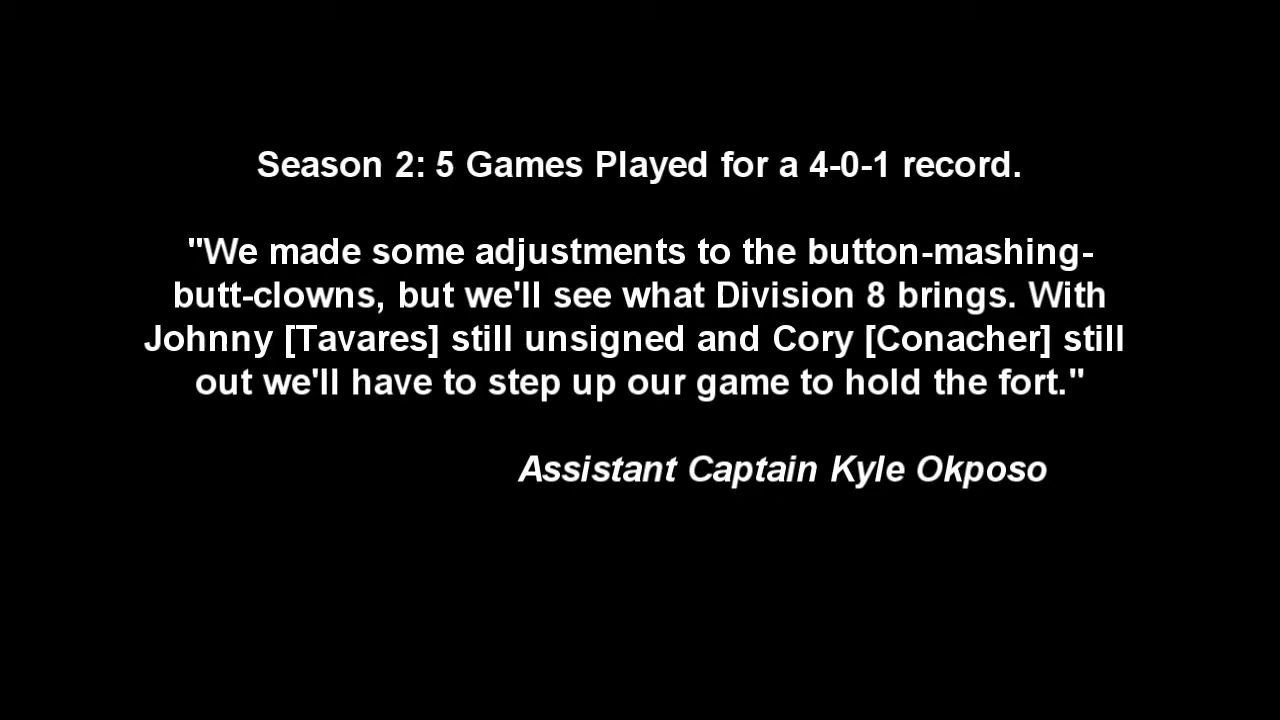 Season 2: 5 Games Played for a 4-0-1 record.
"We made some adjustments to the button-mashing-
butt-clowns, but we'll see what Division 8 brings. With
Johnny [Tavares] still unsigned and Cory [Conacher] still
out we'll have to step up our game to hold the fort."
Assistant Captain Kyle Okposo